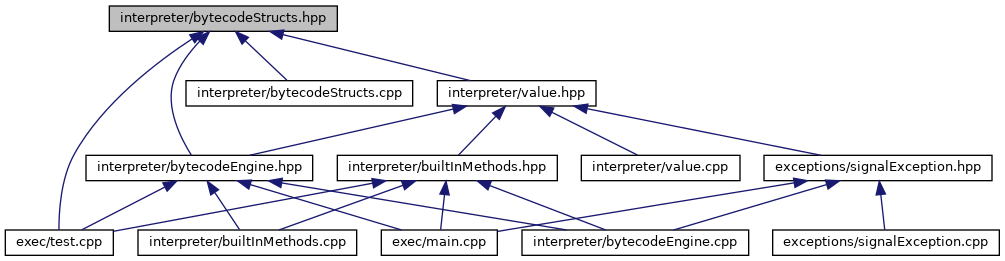 interpreter/bytecodeStructs.hpp
interpreter/bytecodeStructs.cpp
interpreter/value.hpp
interpreter/bytecodeEngine.hpp
interpreter/builtInMethods.hpp
interpreter/value.cpp
exceptions/signalException.hpp
exec/test.cpp
interpreter/builtInMethods.cpp
exec/main.cpp
interpreter/bytecodeEngine.cpp
exceptions/signalException.cpp